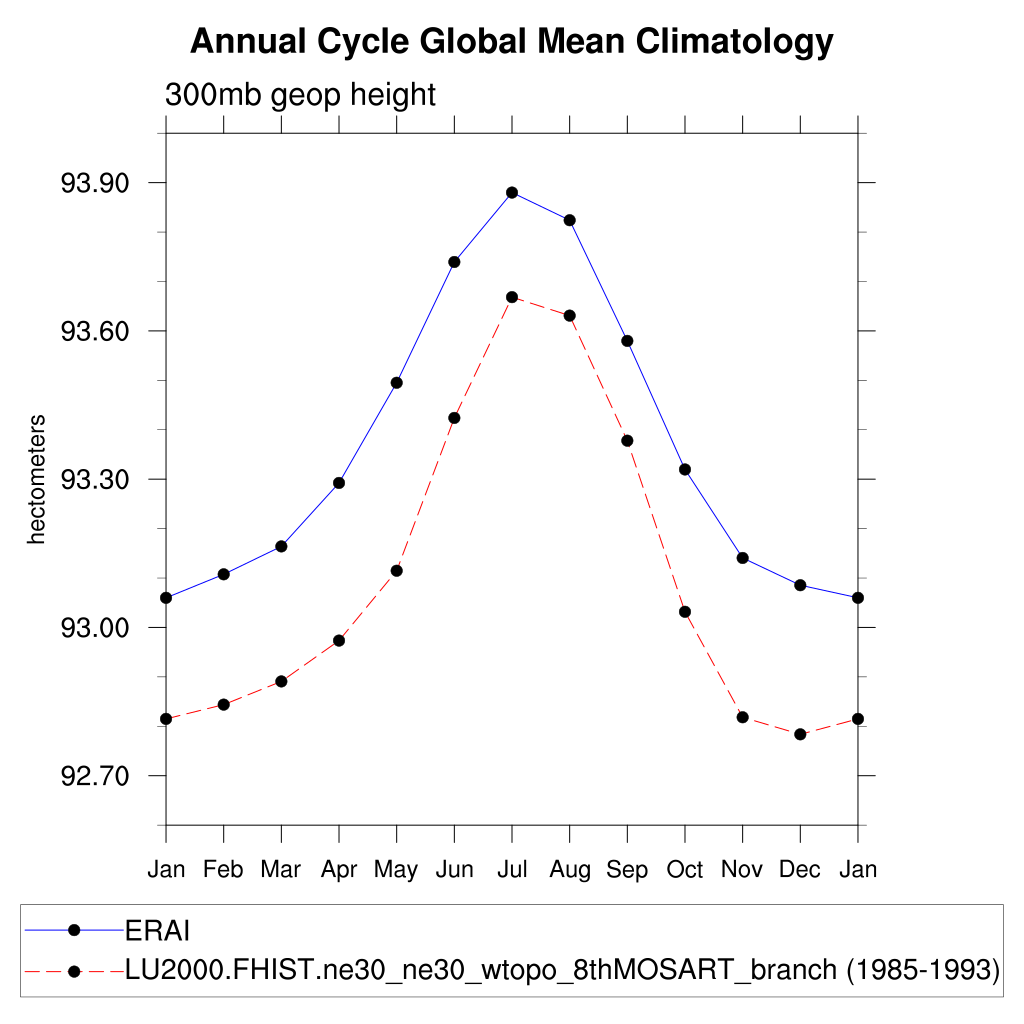 Annual Cycle Global Mean Climatology
300mb geop height
93.90
93.60
93.30
93.00
92.70
hectometers
Jan Feb Mar Apr May Jun Jul Aug Sep Oct Nov Dec Jan
ERAI
LU2000.FHIST.ne30_ne30_wtopo_8thMOSART_branch (1985-1993)